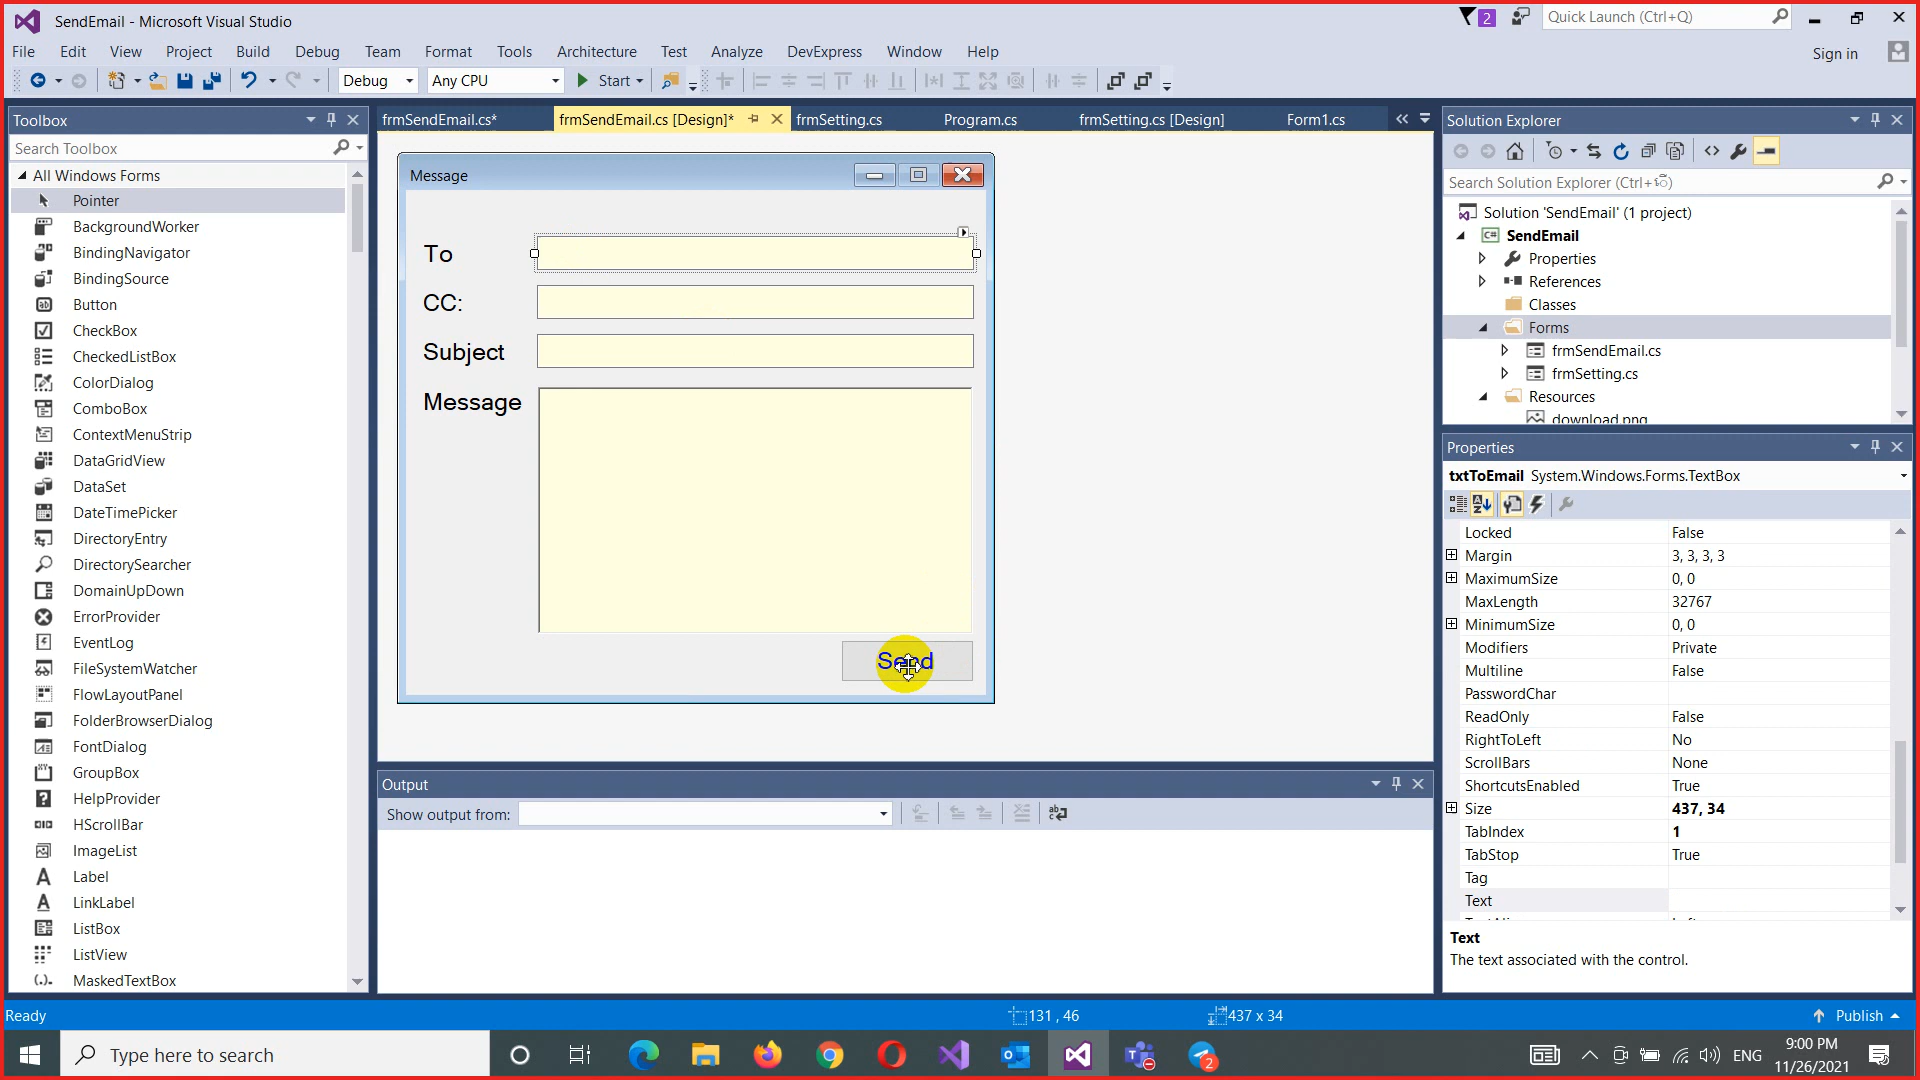 SendEmail - Microsoft Visual Studio
2
Quick Launch (Ctrl+Q)
File Edit View Project Build Debug Team Format Tools Architecture Test Analyze DevExpress Window Help
Sign in
Debug Any CPU Start
Toolbox
Search Toolbox
All Windows Forms
Pointer
BackgroundWorker
BindingNavigator
BindingSource
Button
CheckBox
CheckedListBox
ColorDialog
ComboBox
ContextMenuStrip
DataGridView
DataSet
DateTimePicker
DirectoryEntry
DirectorySearcher
DomainUpDown
ErrorProvider
EventLog
FileSystemWatcher
FlowLayoutPanel
FolderBrowserDialog
FontDialog
GroupBox
HelpProvider
HScrollBar
ImageList
Label
LinkLabel
ListBox
ListView
MaskedTextBox
frmSendEmail.cs* frmSendEmail.cs [Design]* frmSetting.cs Program.cs frmSetting.cs [Design] Form1.cs
Message
To
CC:
Subject
Message
Send
Output
Show output from:
Solution Explorer
Search Solution Explorer (Ctrl+
Solution 'SendEmail' (1 project)
SendEmail
Properties
References
Classes
Forms
frmSendEmail.cs
frmSetting.cs
Resources
download.png
Properties
txtToEmail System.Windows.Forms.TextBox
Locked False
Margin 3, 3, 3, 3
MaximumSize 0, 0
MaxLength 32767
MinimumSize 0, 0
Modifiers Private
Multiline False
PasswordChar
ReadOnly False
RightToLeft No
ScrollBars None
ShortcutsEnabled True
Size 437, 34
TabIndex 1
TabStop True
Tag
Text
Text
The text associated with the control.
Ready
131 , 46
437 x 34
Publish
Type here to search
2
ENG
9:00 PM
11/26/2021